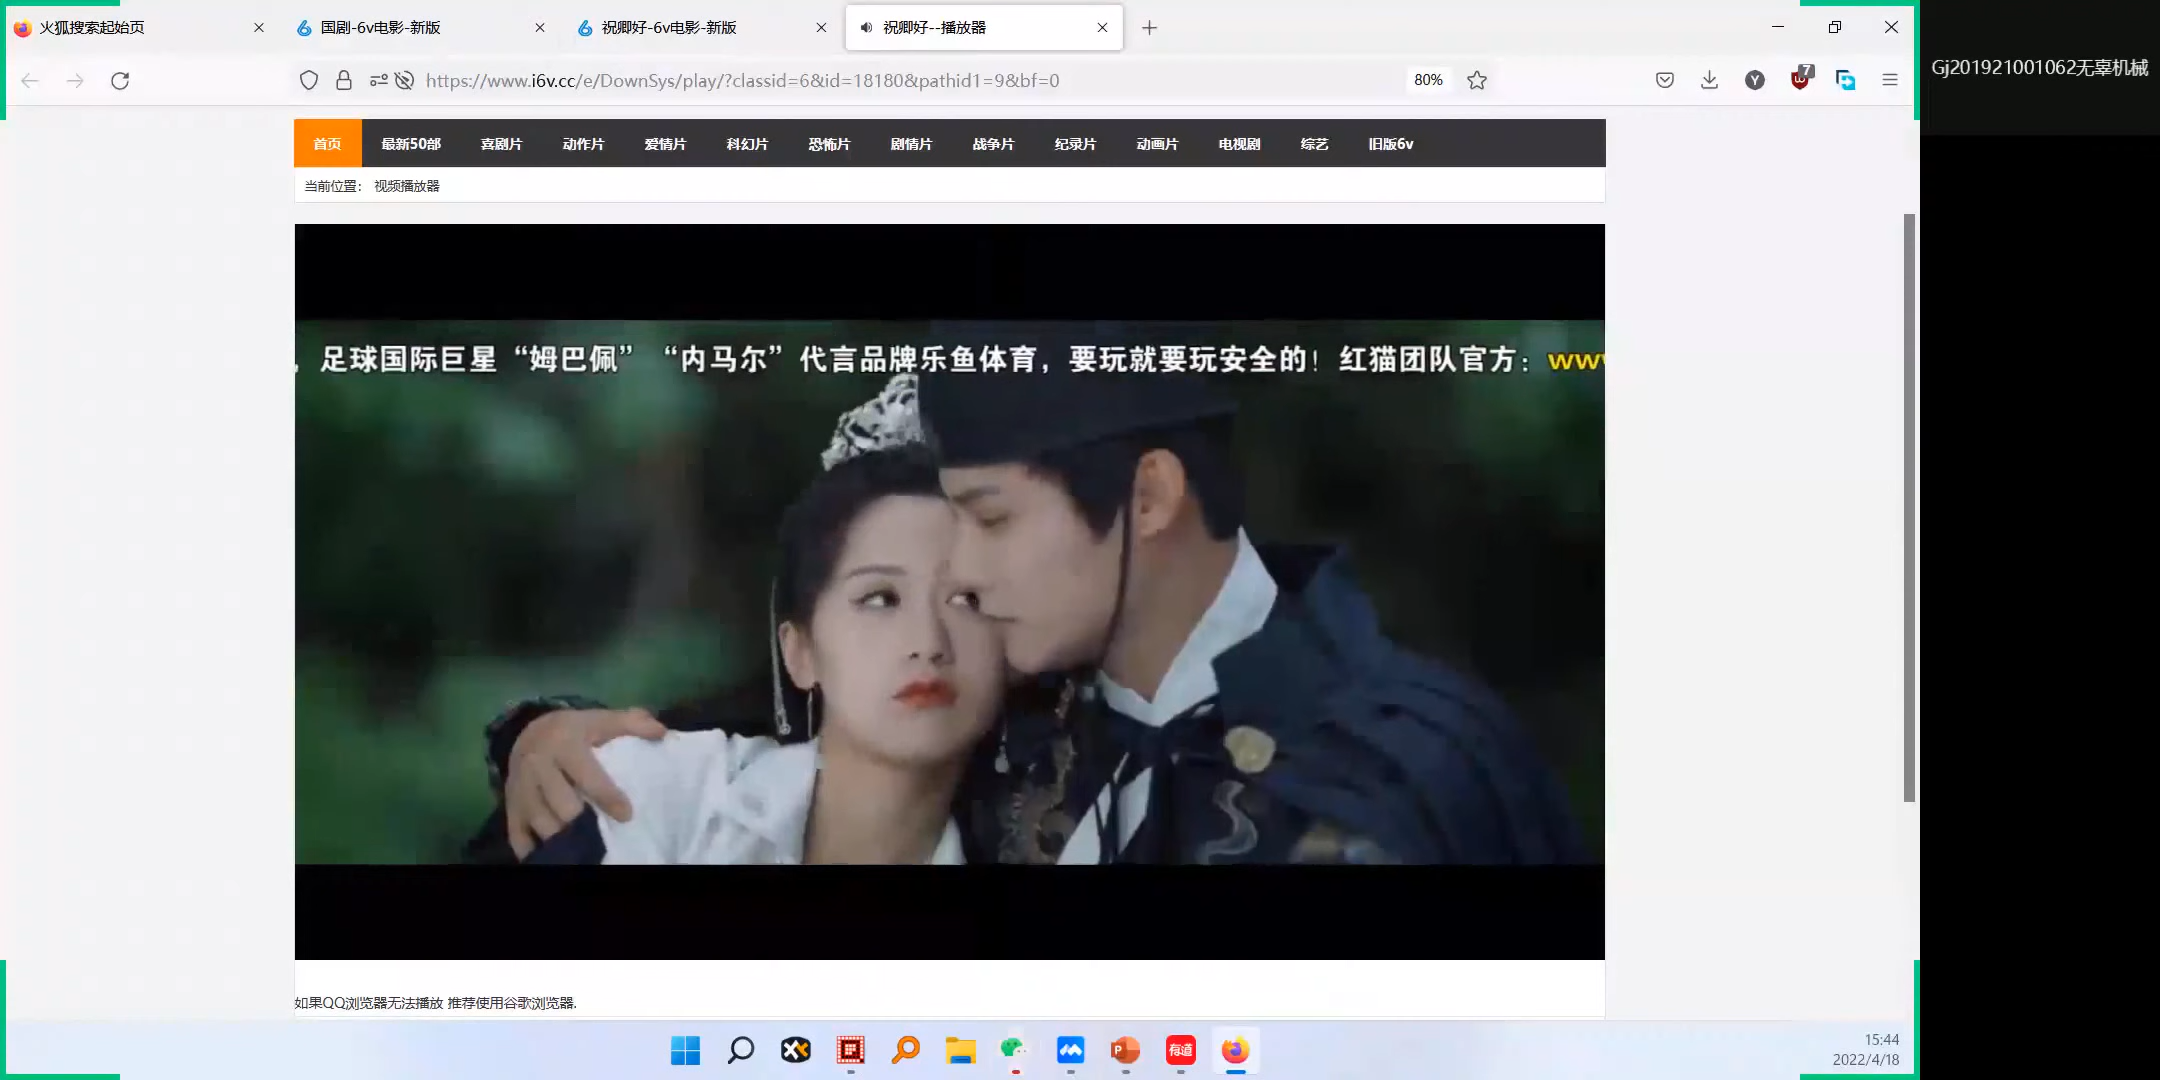 火狐搜索起始页
国剧-6v电影-新版
祝卿好-6v电影-新版
祝卿好--播放器
https://www.i6v.cc/e/DownSys/play/?classid=6&id=18180&pathid1=9&bf=0
80%
Y
7
Gj201921001062无辜机械
首页 最新50部 喜剧片 动作片 爱情片 科幻片 恐怖片 剧情片 战争片 纪录片 动画片 电视剧 综艺 旧版6v
当前位置： 视频播放器
，足球国际巨星“姆巴佩”“内马尔”代言品牌乐鱼体育，要玩就要玩安全的！红猫团队官方：www
如果QQ浏览器无法播放 推荐使用谷歌浏览器.
P
有道
15:44
2022/4/18